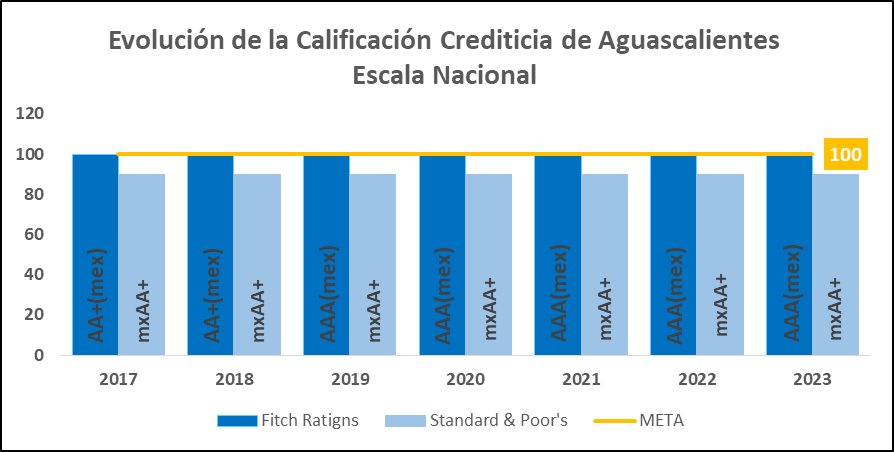 Evolución de la Calificación Crediticia de Aguascalientes
Escala Nacional
120
100
80
60
40
20
0
100
AA+(mex)
mxAA+
AA+(mex)
mxAA+
AAA(mex)
mxAA+
AAA(mex)
mxAA+
AAA(mex)
mxAA+
AAA(mex)
mxAA+
AAA(mex)
mxAA+
2017 2018 2019 2020 2021 2022 2023
Fitch Ratigns Standard & Poor's META